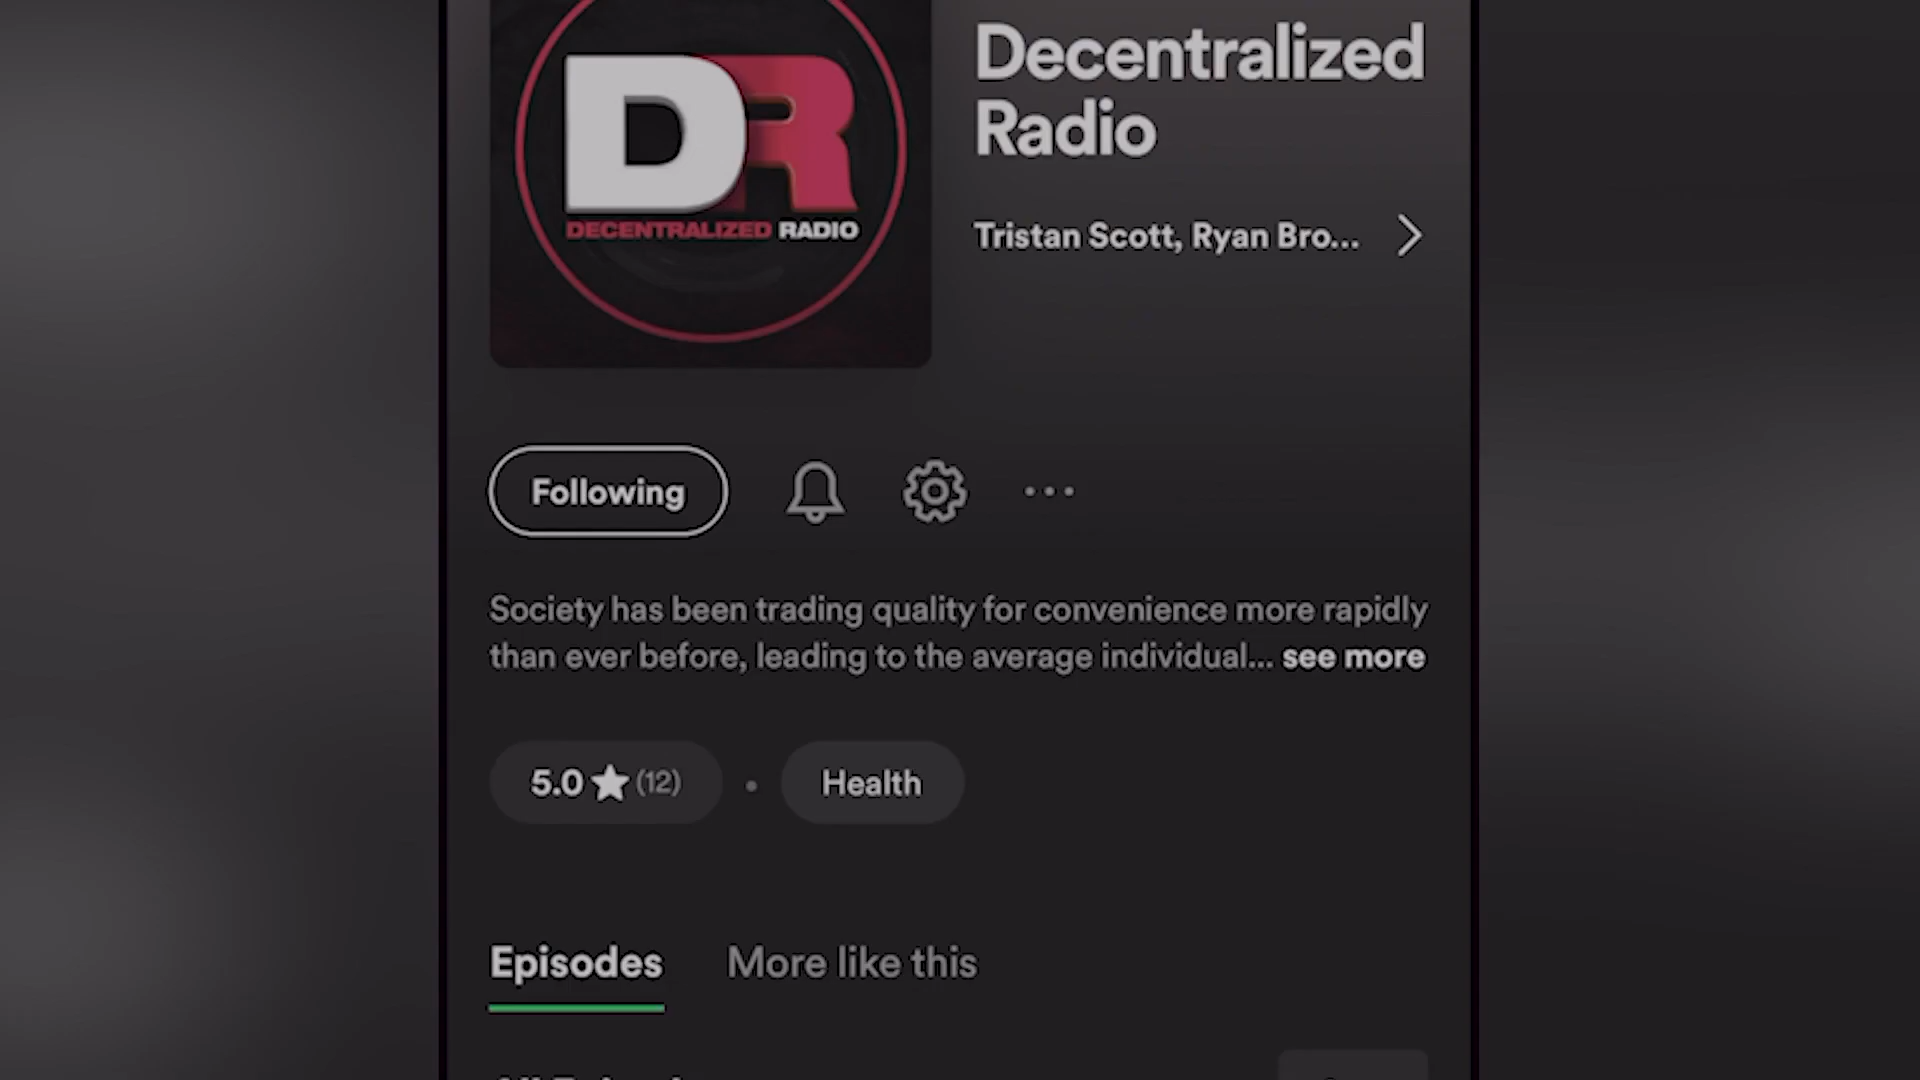 Decentralized
Radio
DR
DECENTRALIZED RADIO
Tristan Scott, Ryan Bro...
Following
Society has been trading quality for convenience more rapidly
than ever before, leading to the average individual... see more
5.0 ★ (12) • Health
Episodes More like this